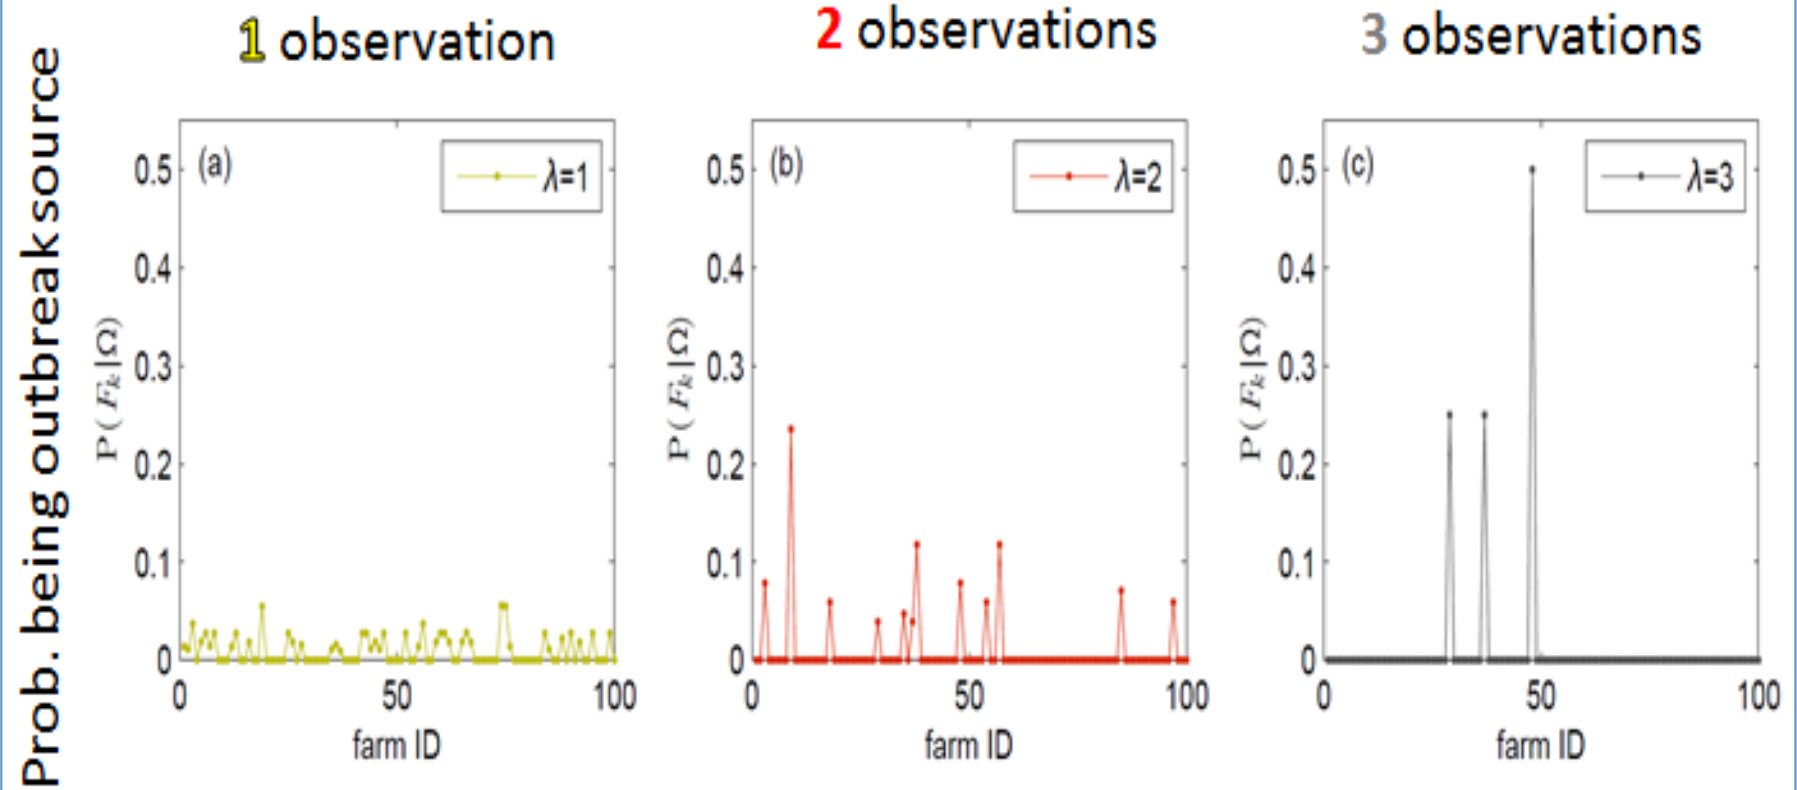 Prob. being outbreak source
1 observation
2 observations
3 observations
(a)
λ=1
0.5
0.4
0.3
0.2
0.1
0
P(Fₖ|Ω)
0 50 100
farm ID
(b)
λ=2
0.5
0.4
0.3
0.2
0.1
0
P(Fₖ|Ω)
0 50 100
farm ID
(c)
λ=3
0.5
0.4
0.3
0.2
0.1
0
P(Fₖ|Ω)
0 50 100
farm ID